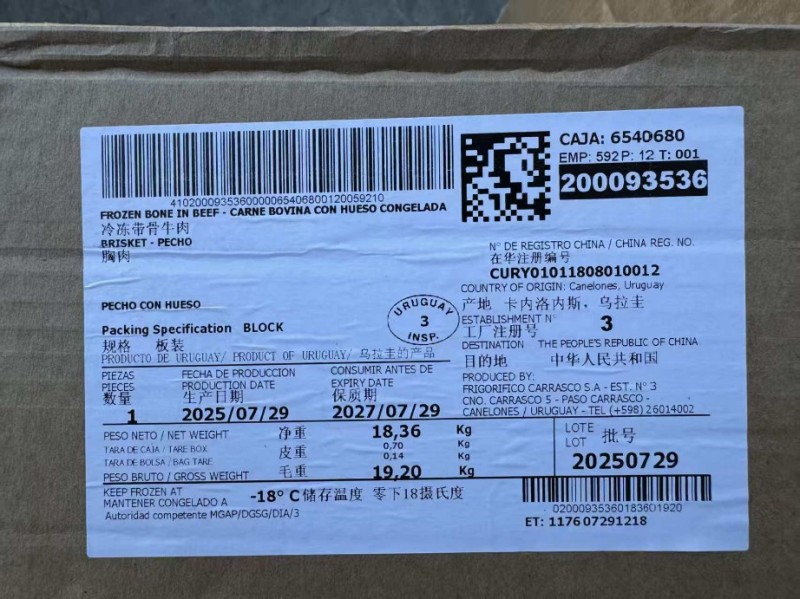 CAJA: 6540680
EMP: 592 P: 12 T: 001
200093536
410200093536000006540680012005921​0
FROZEN BONE IN BEEF - CARNE BOVINA CON HUESO CONGELADA
冷冻带骨牛肉
BRISKET - PECHO
胸肉
N° DE REGISTRO CHINA / CHINA REG. NO.
在华注册编号
CURY01011808010012
COUNTRY OF ORIGIN: Canelones, Uruguay
产地 卡内洛内斯, 乌拉圭
PECHO CON HUESO
URUGUAY
3
INSP.
ESTABLISHMENT N°
工厂注册号 3
Packing Specification BLOCK
规格 板装
PRODUCTO DE URUGUAY/ PRODUCT OF URUGUAY/ 乌拉圭的产品
DESTINATION THE PEOPLE'S REPUBLIC OF CHINA
目的地 中华人民共和国
PIEZAS
PIECES
数量
1
FECHA DE PRODUCCION
PRODUCTION DATE
生产日期
2025/07/29
CONSUMIR ANTES DE
EXPIRY DATE
保质期
2027/07/29
PRODUCED BY:
FRIGORIFICO CARRASCO S.A - EST. N° 3
CNO. CARRASCO 5 - PASO CARRASCO -
CANELONES / URUGUAY - TEL (+598) 26014002
PESO NETO / NET WEIGHT 净重 18,36 Kg
TARA DE CAJA / TARE BOX 皮重 0,70 Kg
TARA DE BOLSA / BAG TARE 0,14 Kg
PESO BRUTO / GROSS WEIGHT 毛重 19,20 Kg
LOTE
LOT 批号
20250729
KEEP FROZEN AT
MANTENER CONGELADO A -18° C 储存温度 零下18摄氏度
Autoridad competente MGAP/DGSG/DIA/3
0200093536018360​1920
ET: 117607291218